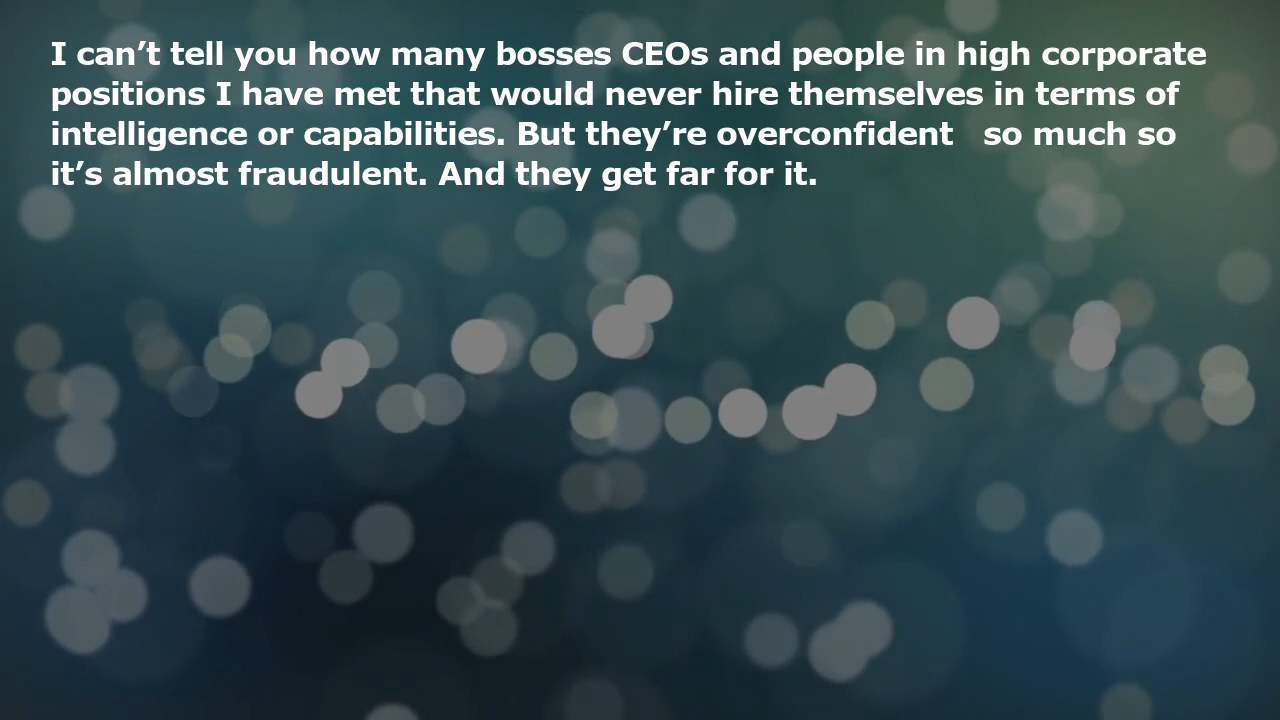 I can’t tell you how many bosses CEOs and people in high corporate
positions I have met that would never hire themselves in terms of
intelligence or capabilities. But they’re overconfident   so much so
it’s almost fraudulent. And they get far for it.